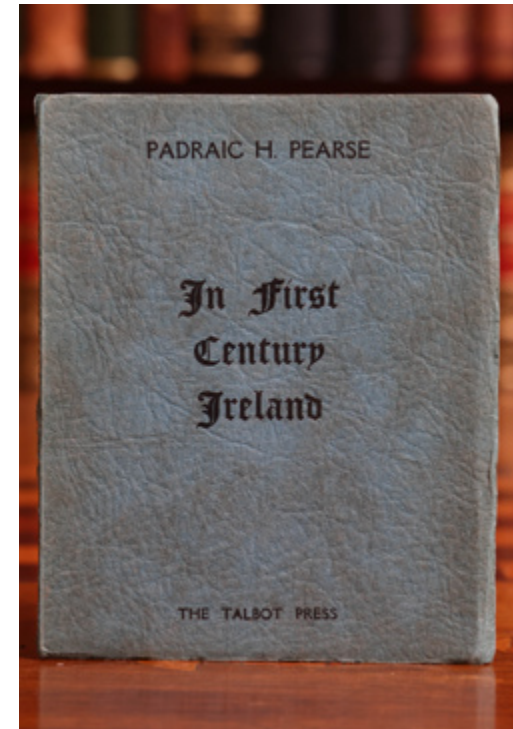 PADRAIC H. PEARSE
In First
Century
Ireland
THE TALBOT PRESS